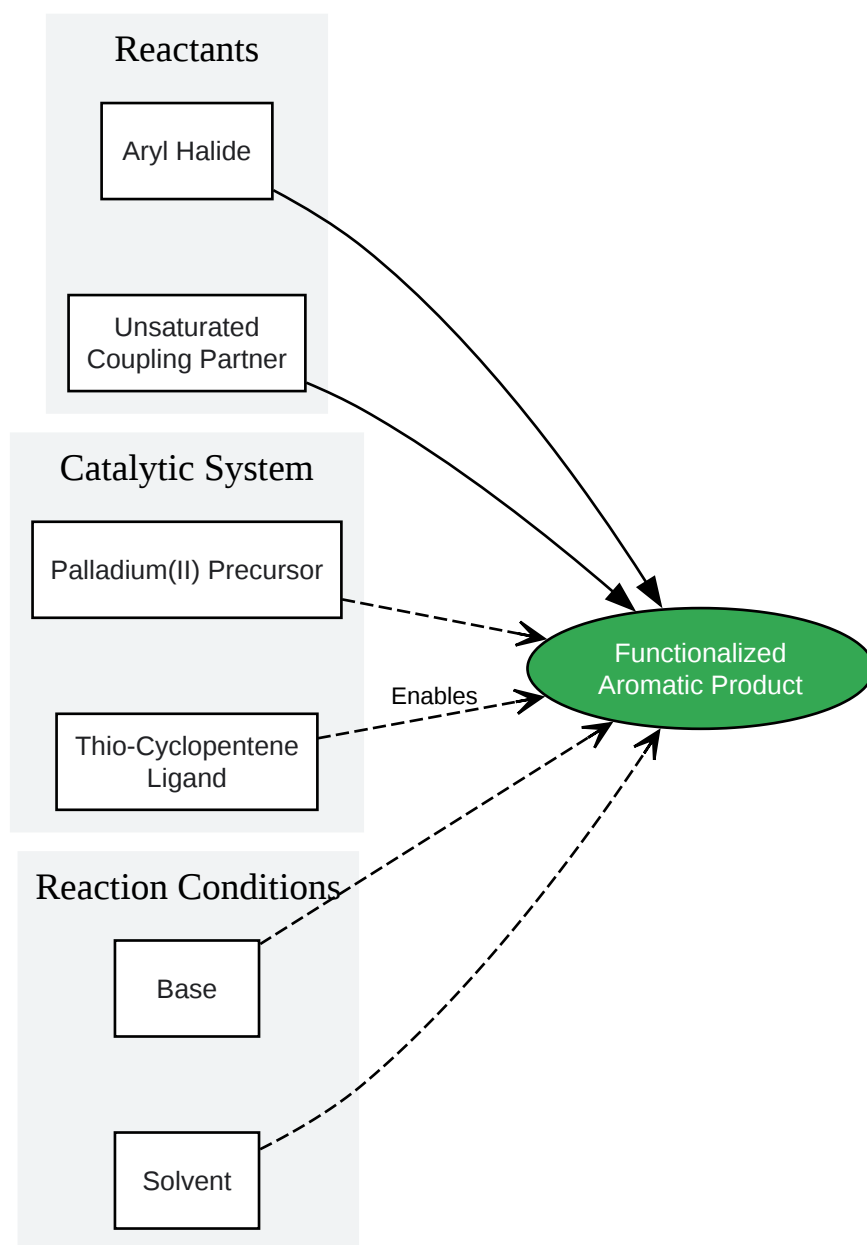 Reactants
Aryl Halide
Unsaturated
Coupling Partner
Catalytic System
Palladium(II) Precursor
Thio-Cyclopentene
Ligand
Enables
Functionalized
Aromatic Product
Reaction Conditions
Base
Solvent